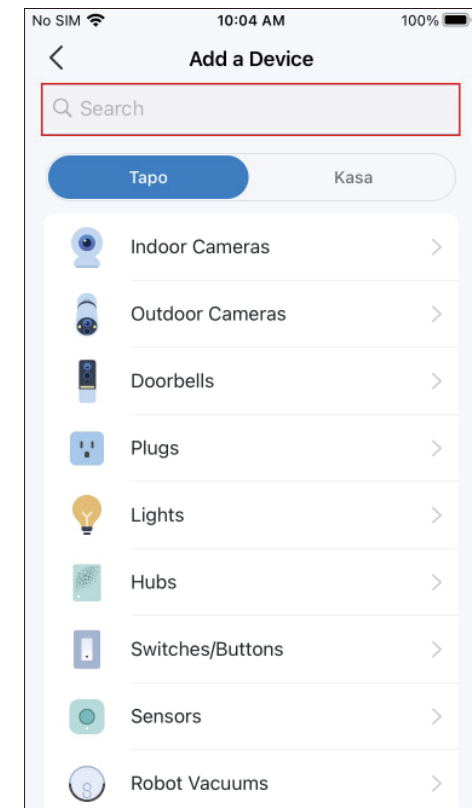 No SIM 10:04 AM 100%
Add a Device
Search
Tapo Kasa
Indoor Cameras
Outdoor Cameras
Doorbells
Plugs
Lights
Hubs
Switches/Buttons
Sensors
Robot Vacuums